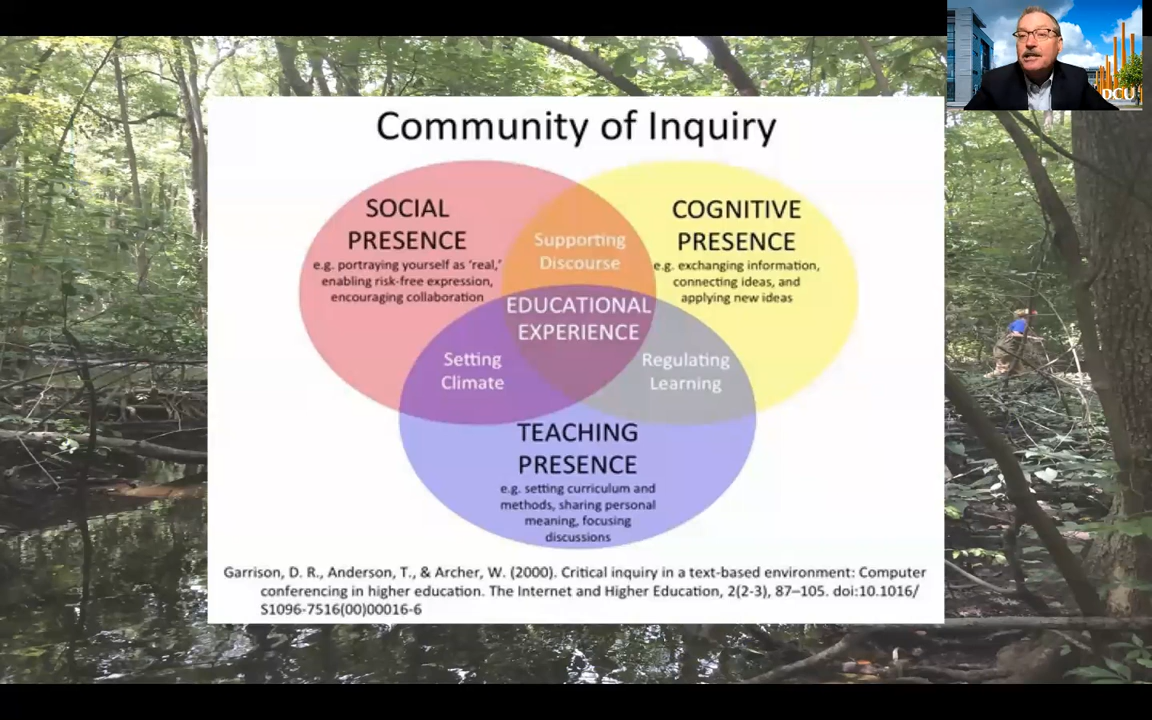 DCU
Community of Inquiry
SOCIAL
PRESENCE
e.g. portraying yourself as 'real,'
enabling risk-free expression,
encouraging collaboration
Supporting
Discourse
COGNITIVE
PRESENCE
e.g. exchanging information,
connecting ideas, and
applying new ideas
EDUCATIONAL
EXPERIENCE
Setting
Climate
Regulating
Learning
TEACHING
PRESENCE
e.g. setting curriculum and
methods, sharing personal
meaning, focusing
discussions
Garrison, D. R., Anderson, T., & Archer, W. (2000). Critical inquiry in a text-based environment: Computer
conferencing in higher education. The Internet and Higher Education, 2(2-3), 87–105. doi:10.1016/
S1096-7516(00)00016-6